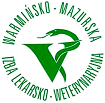 WARMIŃSKO - MAZURSKA
IZBA LEKARSKO - WETERYNARYJNA